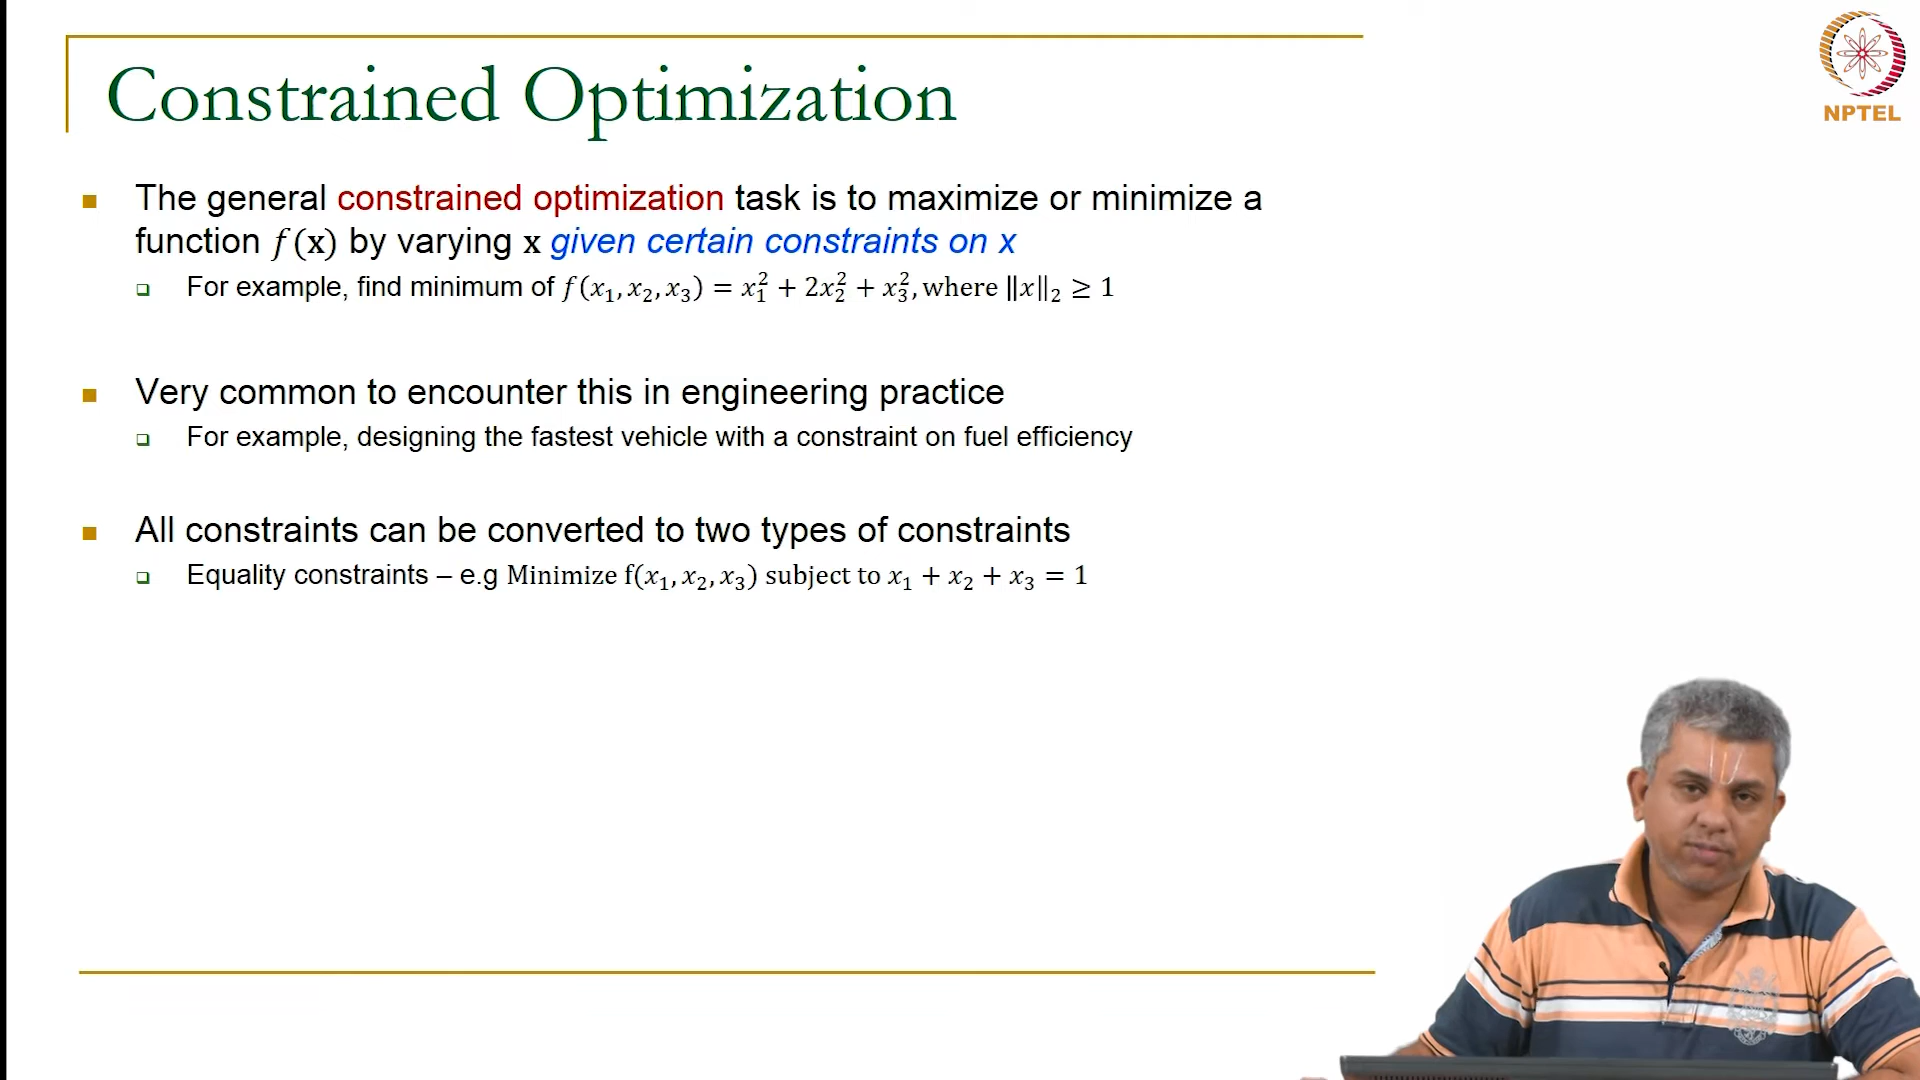 Constrained Optimization
NPTEL
The general constrained optimization task is to maximize or minimize a
function f(x) by varying x given certain constraints on x
For example, find minimum of f(x₁, x₂, x₃) = x₁² + 2x₂² + x₃², where ‖x‖₂ ≥ 1
Very common to encounter this in engineering practice
For example, designing the fastest vehicle with a constraint on fuel efficiency
All constraints can be converted to two types of constraints
Equality constraints – e.g Minimize f(x₁, x₂, x₃) subject to x₁ + x₂ + x₃ = 1